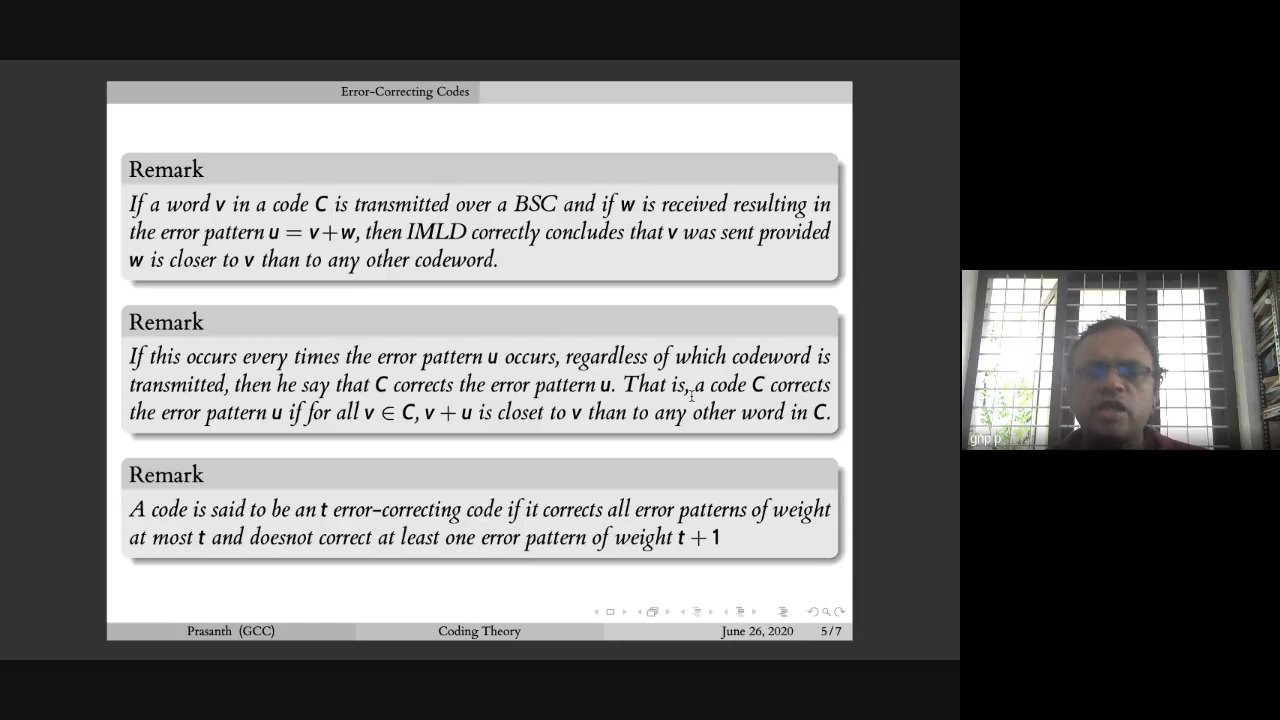 Error-Correcting Codes
Remark
If a word v in a code C is transmitted over a BSC and if w is received resulting in
the error pattern u = v+w, then IMLD correctly concludes that v was sent provided
w is closer to v than to any other codeword.
Remark
If this occurs every times the error pattern u occurs, regardless of which codeword is
transmitted, then he say that C corrects the error pattern u. That is, a code C corrects
the error pattern u if for all v ∈ C, v + u is closet to v than to any other word in C.
Remark
A code is said to be an t error-correcting code if it corrects all error patterns of weight
at most t and doesnot correct at least one error pattern of weight t + 1
Prasanth (GCC) Coding Theory June 26, 2020 5/7
gnp p